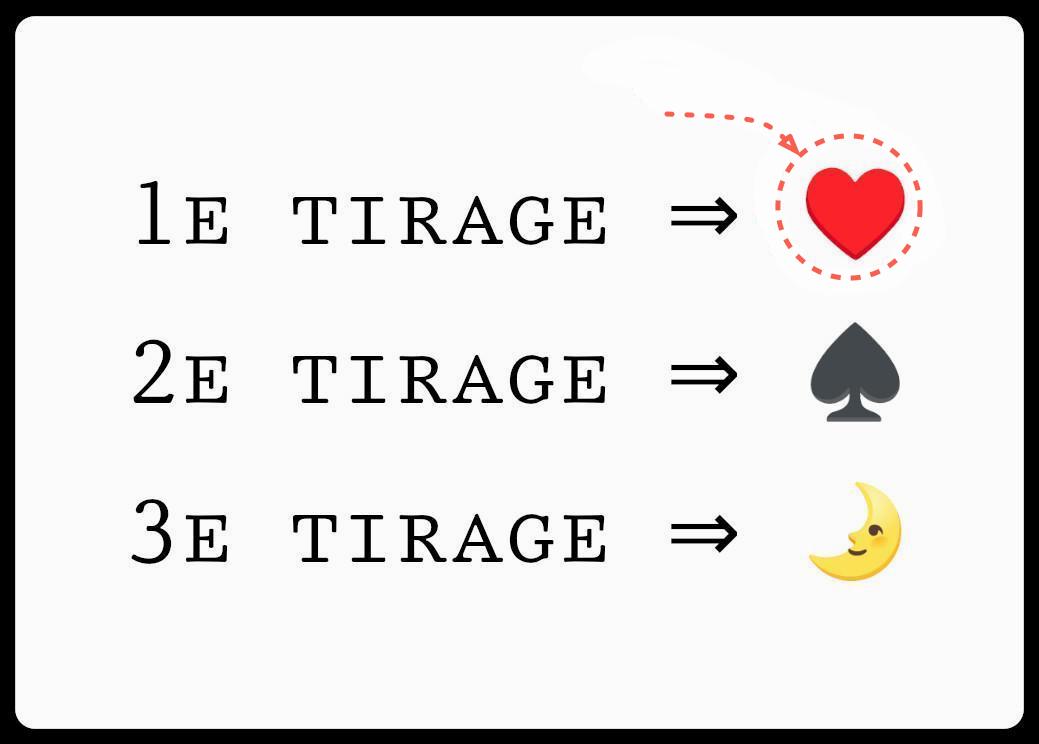 1E TIRAGE ⇒ ❤️
2E TIRAGE ⇒ ♠️
3E TIRAGE ⇒ 🌛